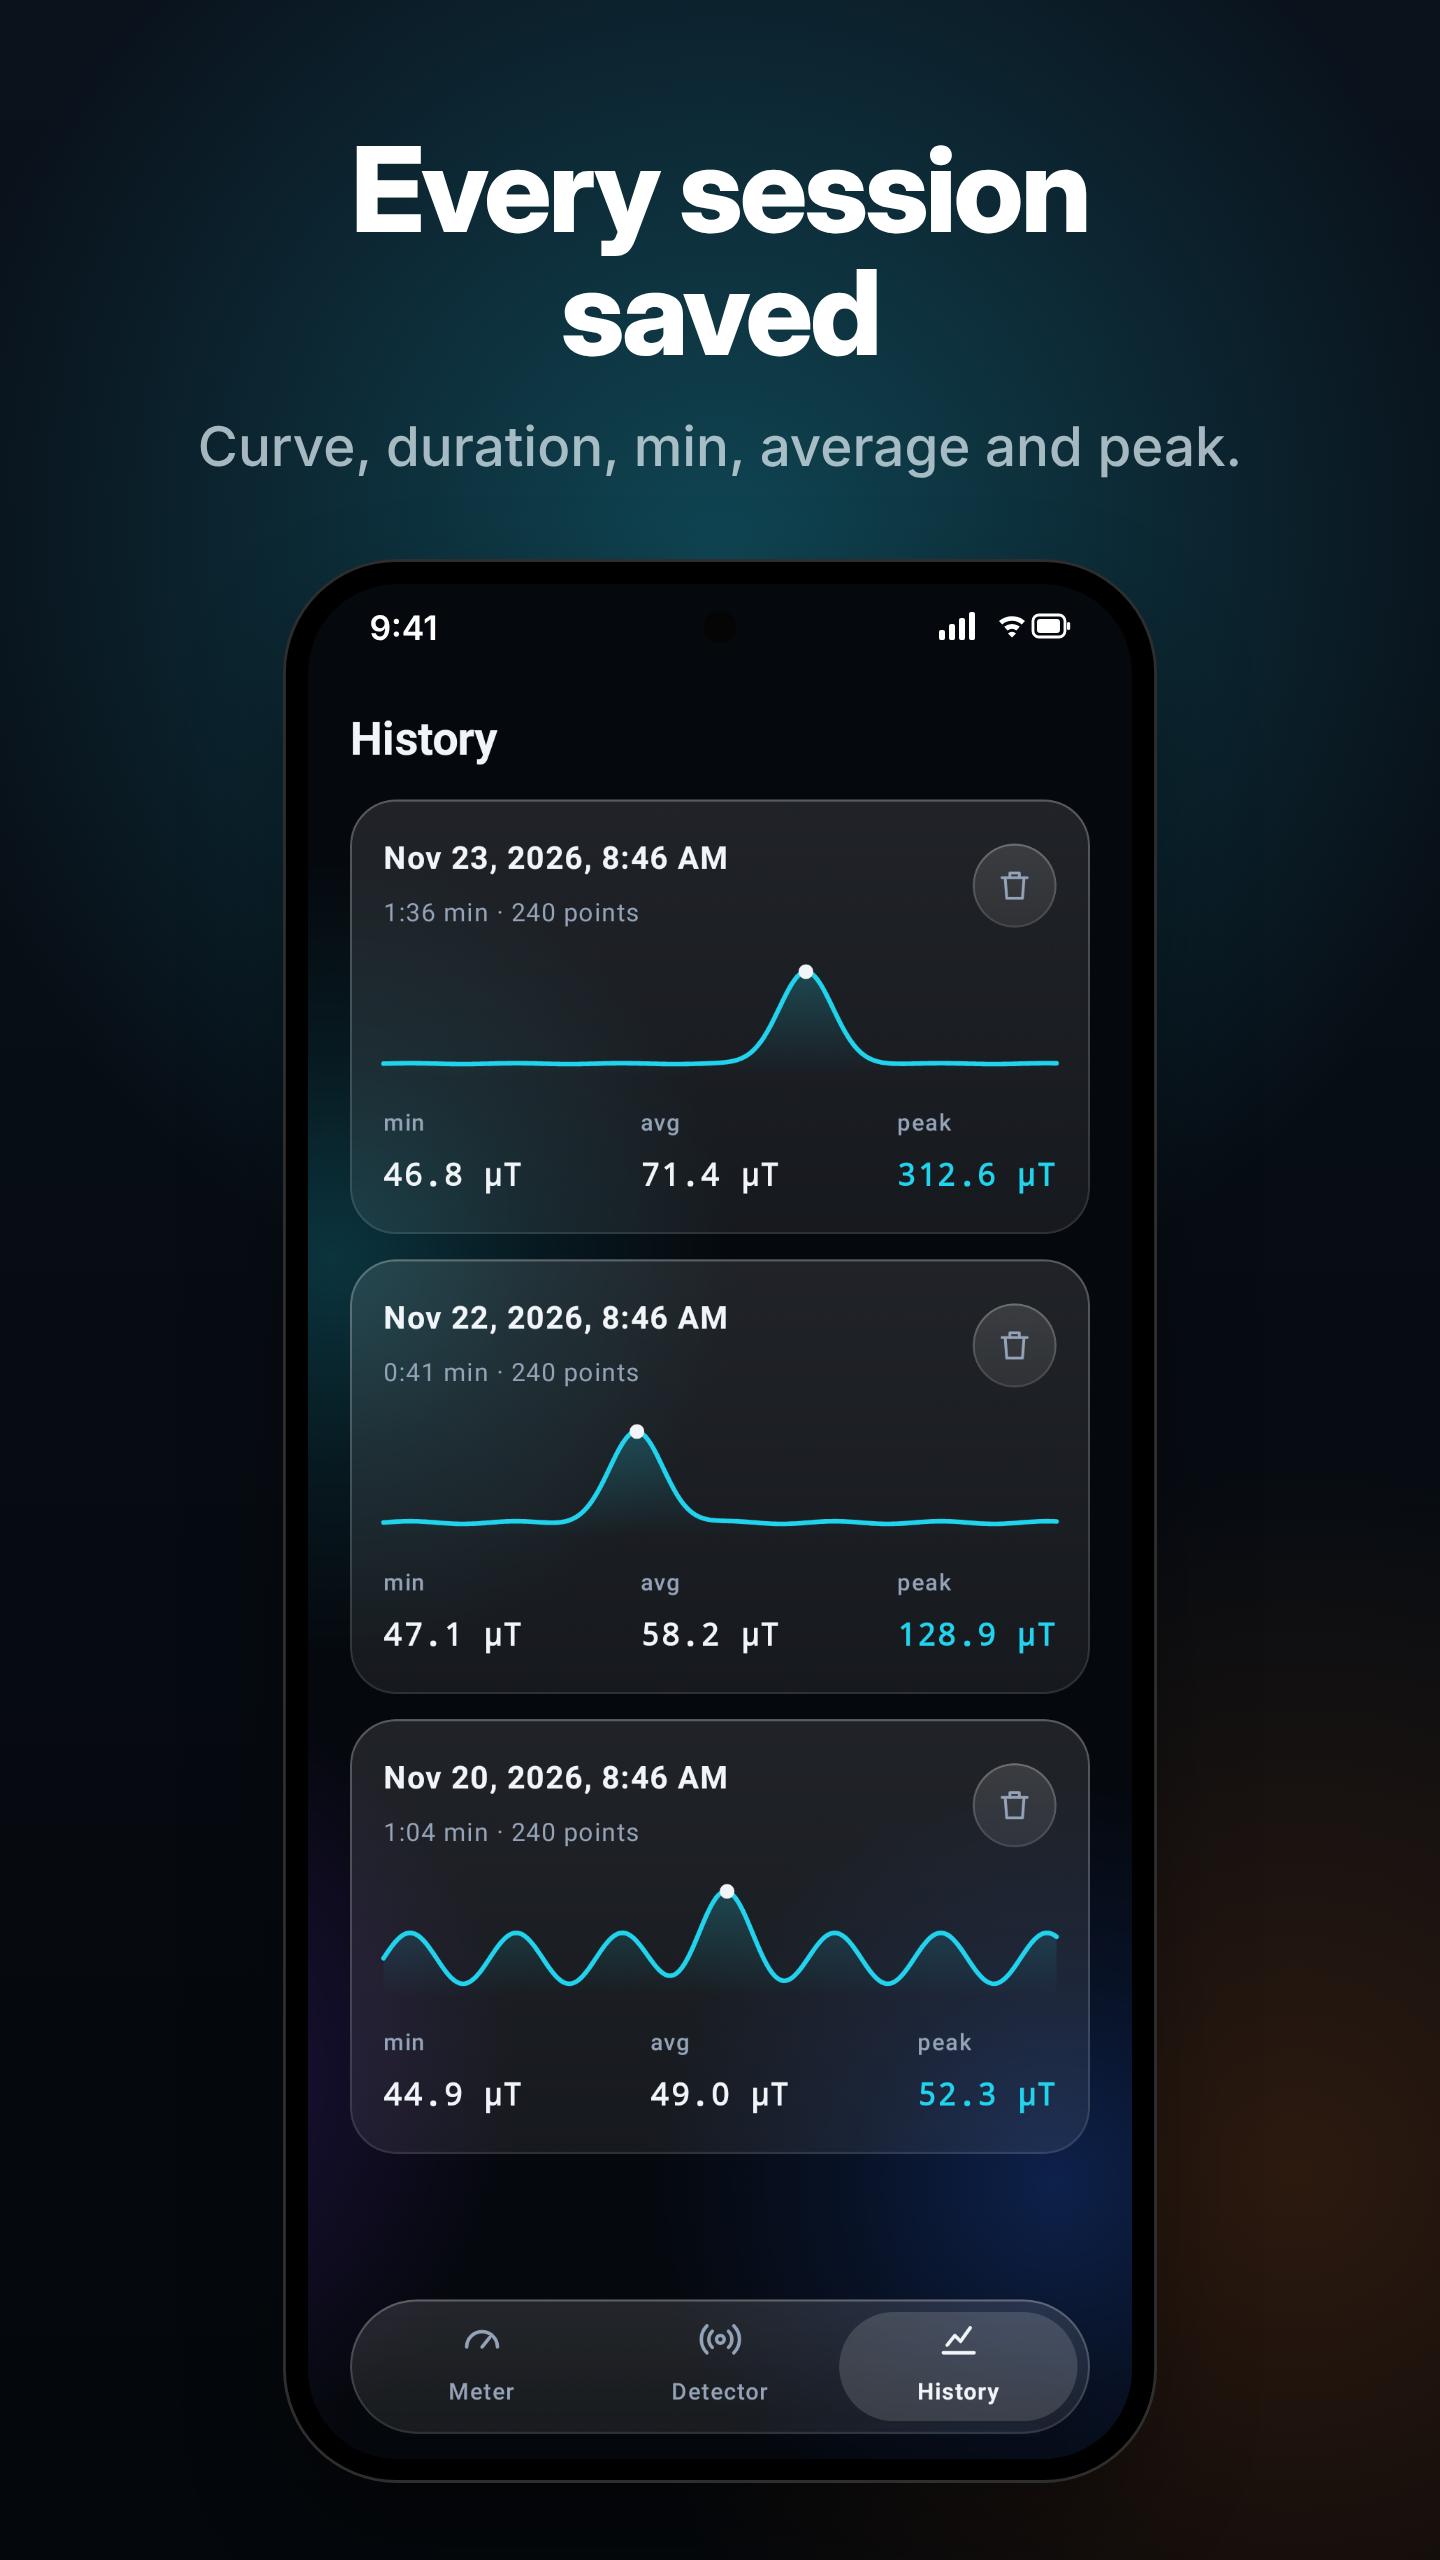 Every session
saved
Curve, duration, min, average and peak.
9:41
History
Nov 23, 2026, 8:46 AM
1:36 min · 240 points
min avg peak
46.8 µT 71.4 µT 312.6 µT
Nov 22, 2026, 8:46 AM
0:41 min · 240 points
min avg peak
47.1 µT 58.2 µT 128.9 µT
Nov 20, 2026, 8:46 AM
1:04 min · 240 points
min avg peak
44.9 µT 49.0 µT 52.3 µT
Meter Detector History